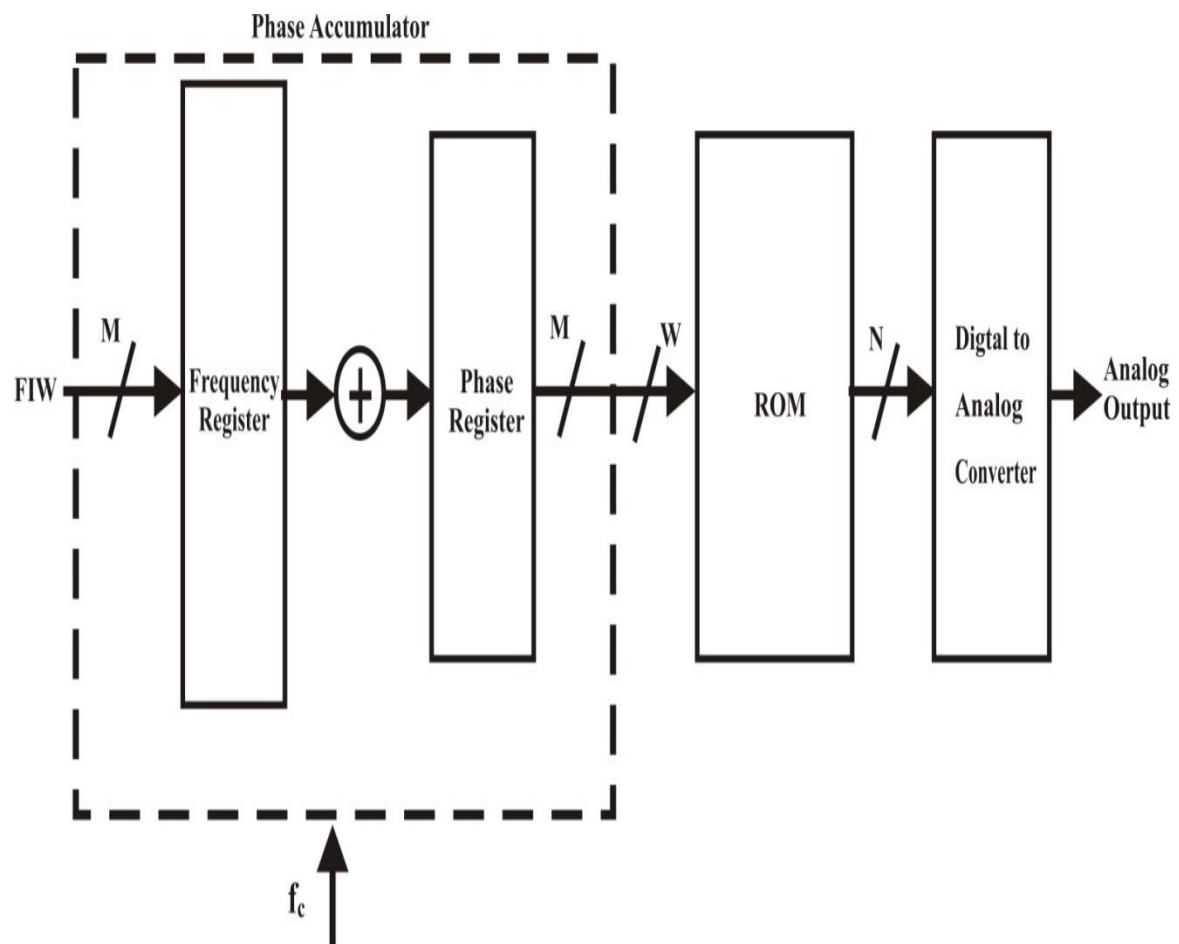 Phase Accumulator
M
FIW
Frequency
Register
+
Phase
Register
M
W
ROM
N
Digtal to
Analog
Converter
Analog
Output
fc